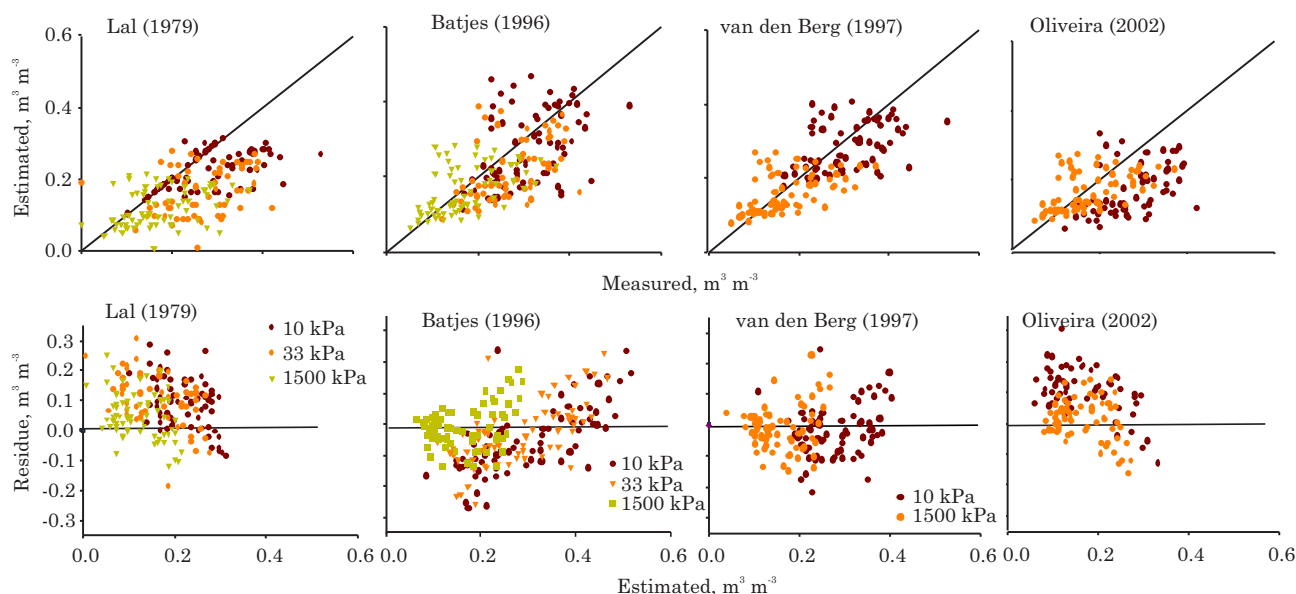 Lal (1979)
Batjes (1996)
van den Berg (1997)
Oliveira (2002)
Estimated, m³ m⁻³
0.6
0.4
0.2
0.0
0.0 0.2 0.4 0.6
0.0 0.2 0.4 0.6
0.0 0.2 0.4 0.6
0.0 0.2 0.4 0.6
Measured, m³ m⁻³
Lal (1979)
Batjes (1996)
van den Berg (1997)
Oliveira (2002)
Residue, m³ m⁻³
0.3
0.2
0.1
0.0
-0.1
-0.2
-0.3
10 kPa
33 kPa
1500 kPa
10 kPa
33 kPa
1500 kPa
10 kPa
1500 kPa
Estimated, m³ m⁻³